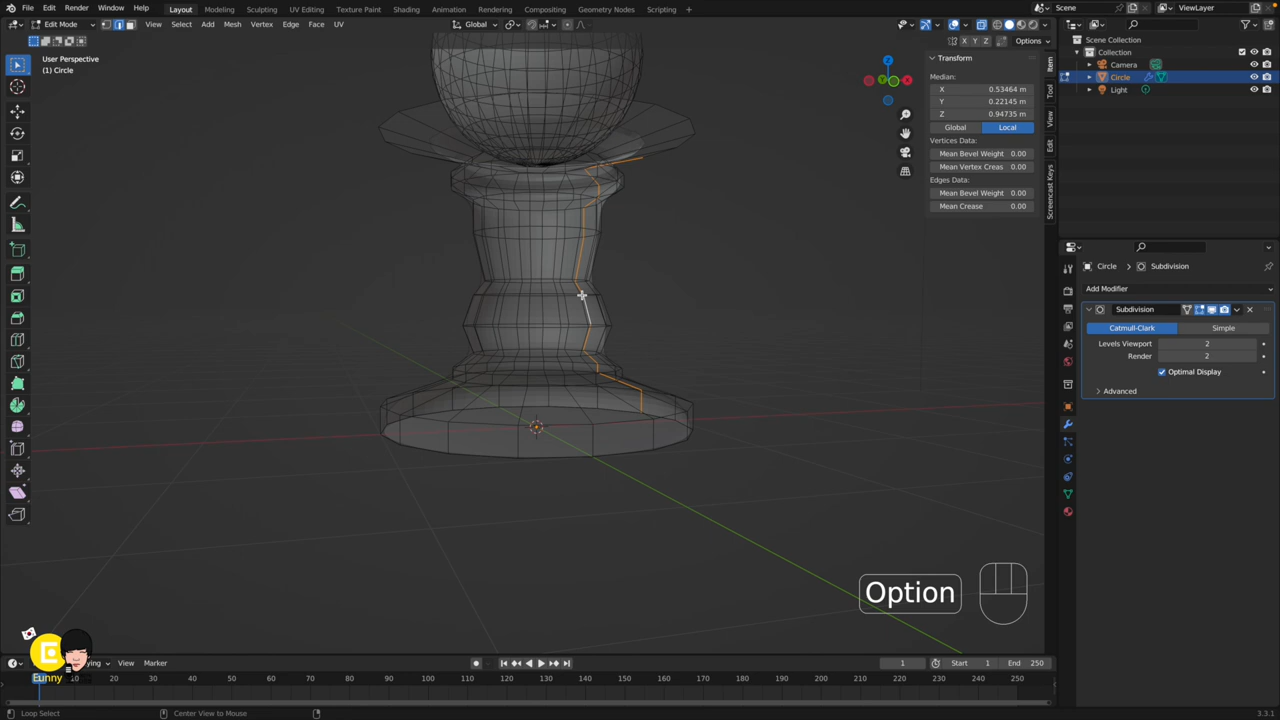 File Edit Render Window Help
Layout Modeling Sculpting UV Editing Texture Paint Shading Animation Rendering Compositing Geometry Nodes Scripting
Scene
ViewLayer
Edit Mode
View Select Add Mesh Vertex Edge Face UV
Global
X Y Z
Options
User Perspective
(1) Circle
Transform
Median:
X 0.53464 m
Y 0.22145 m
Z 0.94735 m
Global Local
Vertices Data:
Mean Bevel Weight 0.00
Mean Vertex Creas 0.00
Edges Data:
Mean Bevel Weight 0.00
Mean Crease 0.00
Item
Tool
View
Edit
Screencast Keys
Scene Collection
Collection
Camera
Circle
Light
Circle
Subdivision
Add Modifier
Subdivision
Catmull-Clark Simple
Levels Viewport 2
Render 2
Optimal Display
Advanced
Option
Eunny
View Marker
1
Start 1
End 250
10 20 30 40 50 60 70 80 90 100 110 120 130 140 150 160 170 180 190 200 210 220 230 240 250
Loop Select
Center View to Mouse
3.3.1